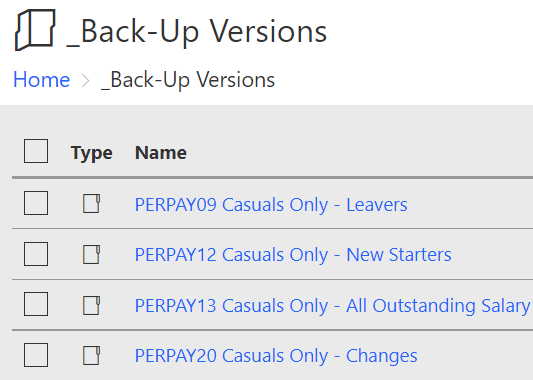 _Back-Up Versions
Home > _Back-Up Versions
Type Name
PERPAY09 Casuals Only - Leavers
PERPAY12 Casuals Only - New Starters
PERPAY13 Casuals Only - All Outstanding Salary
PERPAY20 Casuals Only - Changes